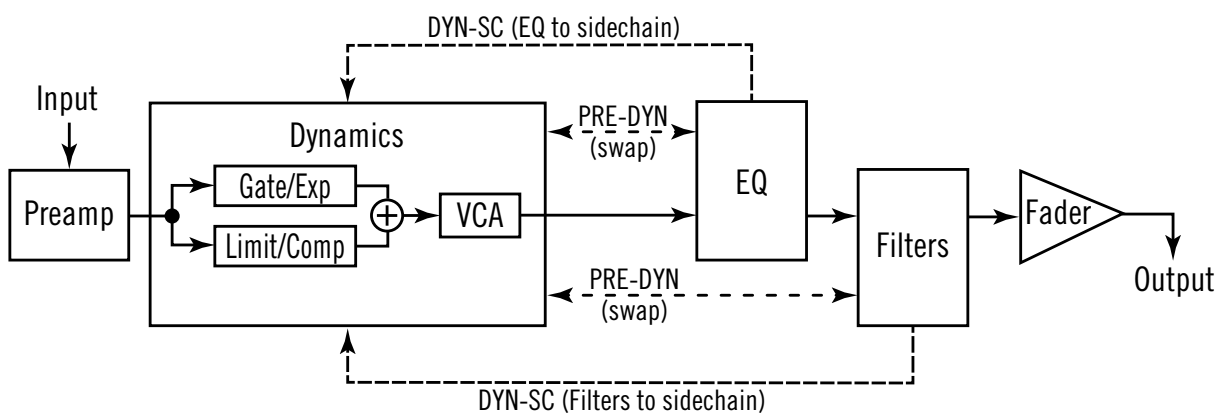 DYN-SC (EQ to sidechain)
Input
PRE-DYN
(swap)
Dynamics
Gate/Exp
EQ
Preamp
VCA
Fader
Limit/Comp
Filters
PRE-DYN
(swap)
Output
DYN-SC (Filters to sidechain)